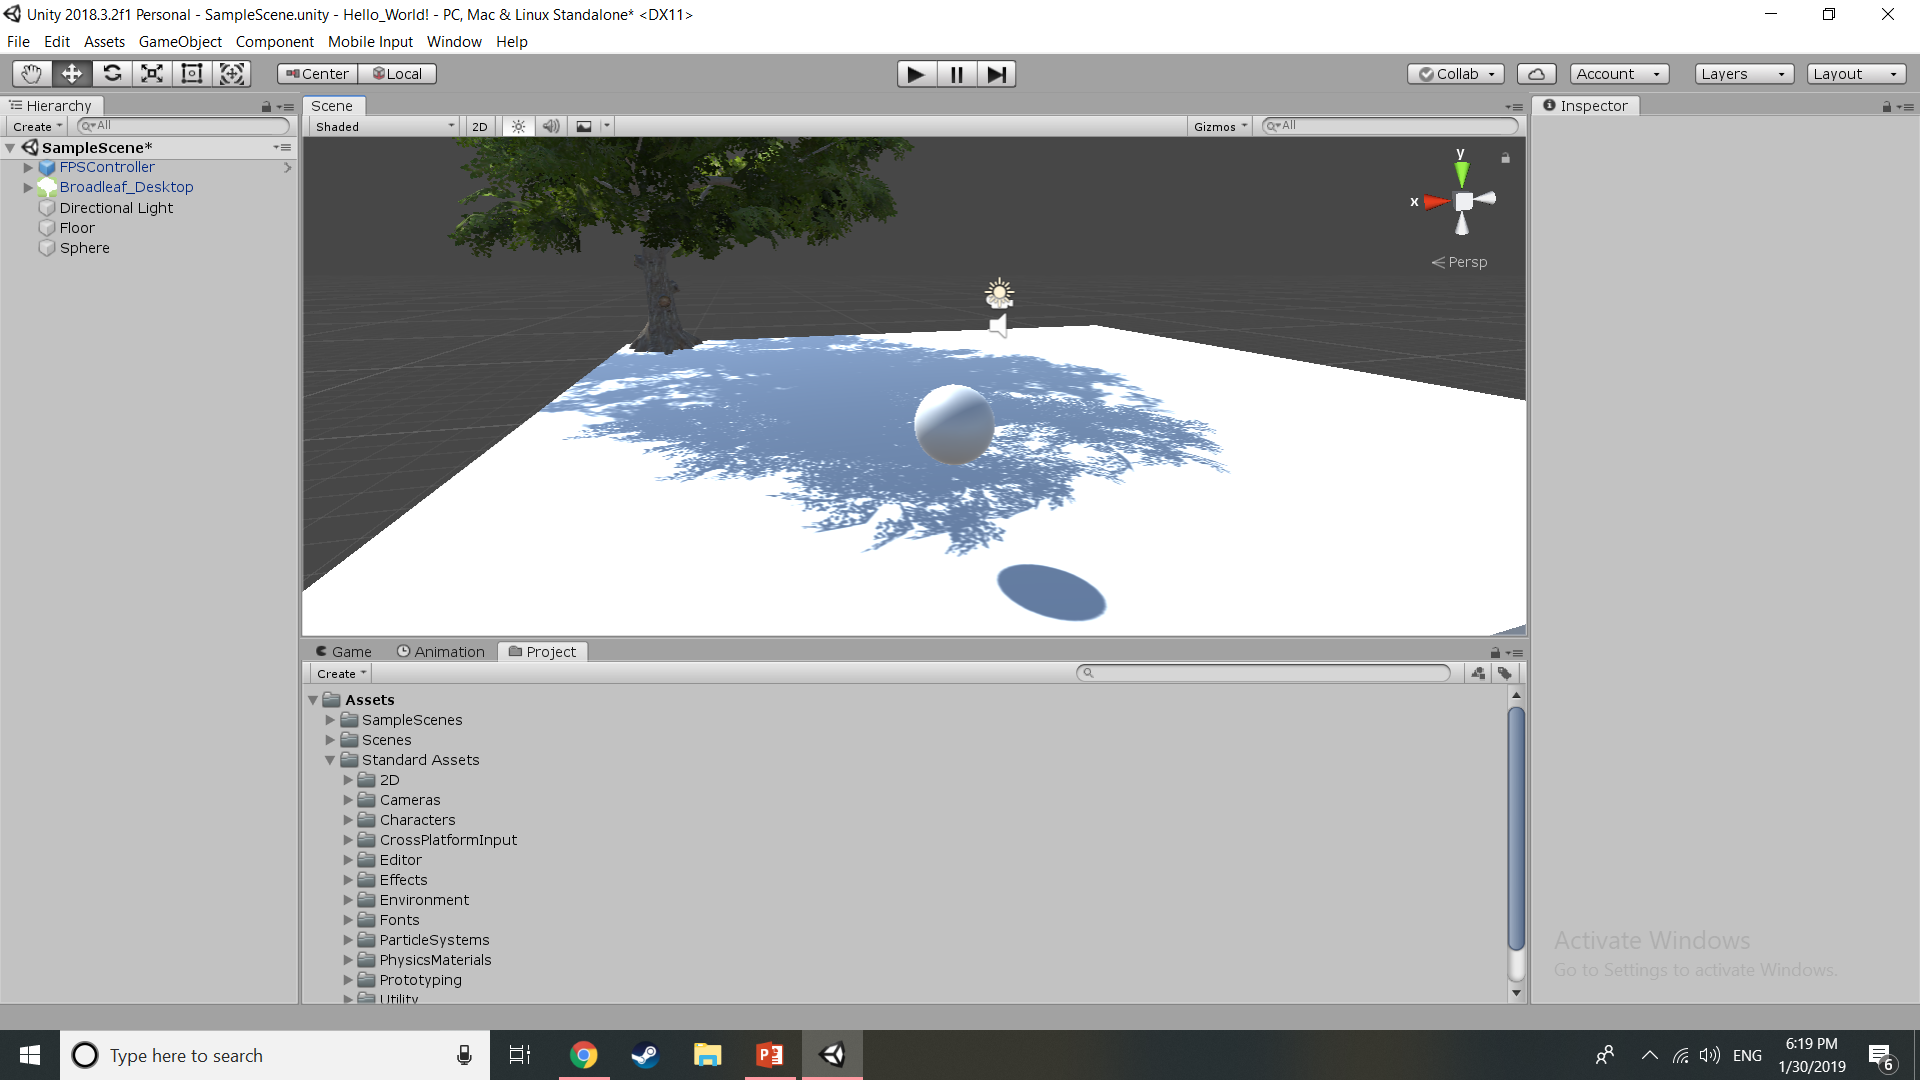 Unity 2018.3.2f1 Personal - SampleScene.unity - Hello_World! - PC, Mac & Linux Standalone* <DX11>
File Edit Assets GameObject Component Mobile Input Window Help
Center Local Collab Account Layers Layout
Hierarchy
Create All
SampleScene*
FPSController
Broadleaf_Desktop
Directional Light
Floor
Sphere
Scene
Shaded 2D Gizmos All
y
x
Persp
Inspector
Game Animation Project
Create
Assets
SampleScenes
Scenes
Standard Assets
2D
Cameras
Characters
CrossPlatformInput
Editor
Effects
Environment
Fonts
ParticleSystems
PhysicsMaterials
Prototyping
Utility
Activate Windows
Go to Settings to activate Windows.
Type here to search
ENG
6:19 PM
1/30/2019
6